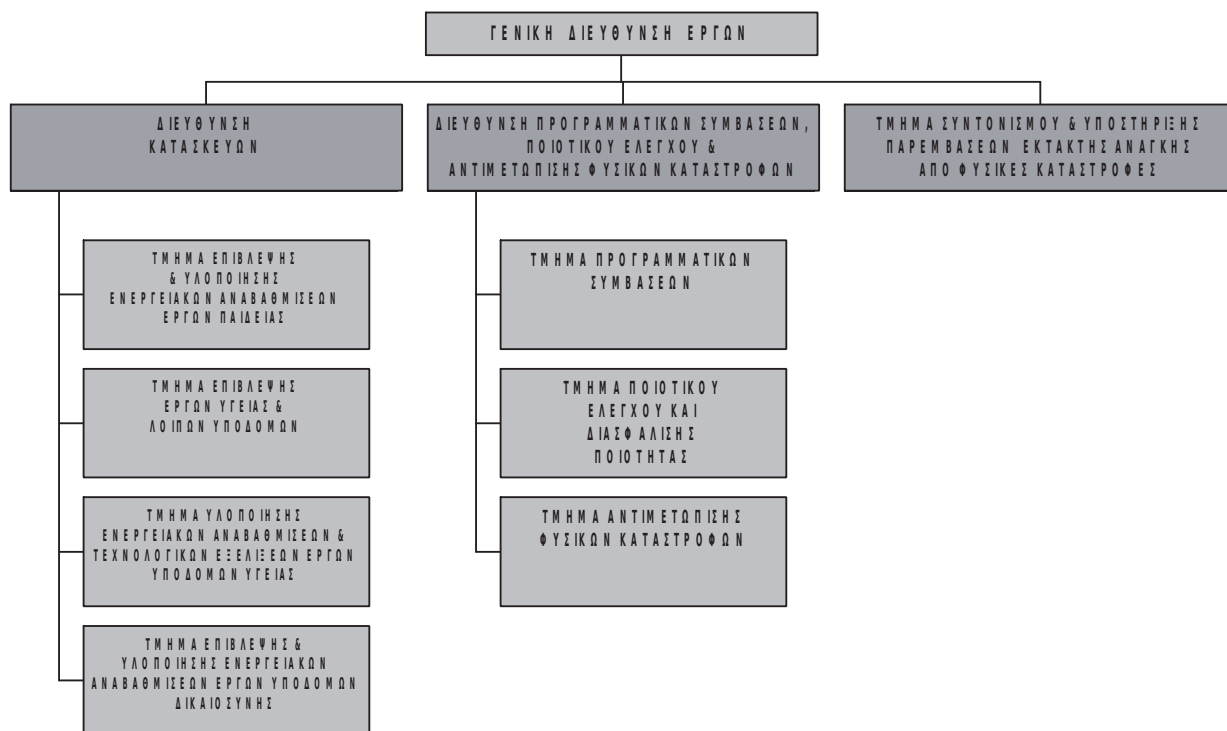 ΓΕΝΙΚΗ ΔΙΕΥΘΥΝΣΗ ΕΡΓΩΝ
ΔΙΕΥΘΥΝΣΗ
ΚΑΤΑΣΚΕΥΩΝ
ΤΜΗΜΑ ΕΠΙΒΛΕΨΗΣ
& ΥΛΟΠΟΙΗΣΗΣ
ΕΝΕΡΓΕΙΑΚΩΝ ΑΝΑΒΑΘΜΙΣΕΩΝ
ΕΡΓΩΝ ΠΑΙΔΕΙΑΣ
ΤΜΗΜΑ ΕΠΙΒΛΕΨΗΣ
ΕΡΓΩΝ ΥΓΕΙΑΣ &
ΛΟΙΠΩΝ ΥΠΟΔΟΜΩΝ
ΤΜΗΜΑ ΥΛΟΠΟΙΗΣΗΣ
ΕΝΕΡΓΕΙΑΚΩΝ ΑΝΑΒΑΘΜΙΣΕΩΝ &
ΤΕΧΝΟΛΟΓΙΚΩΝ ΕΞΕΛΙΞΕΩΝ ΕΡΓΩΝ
ΥΠΟΔΟΜΩΝ ΥΓΕΙΑΣ
ΤΜΗΜΑ ΕΠΙΒΛΕΨΗΣ &
ΥΛΟΠΟΙΗΣΗΣ ΕΝΕΡΓΕΙΑΚΩΝ
ΑΝΑΒΑΘΜΙΣΕΩΝ ΕΡΓΩΝ ΥΠΟΔΟΜΩΝ
ΔΙΚΑΙΟΣΥΝΗΣ
ΔΙΕΥΘΥΝΣΗ ΠΡΟΓΡΑΜΜΑΤΙΚΩΝ ΣΥΜΒΑΣΕΩΝ,
ΠΟΙΟΤΙΚΟΥ ΕΛΕΓΧΟΥ &
ΑΝΤΙΜΕΤΩΠΙΣΗΣ ΦΥΣΙΚΩΝ ΚΑΤΑΣΤΡΟΦΩΝ
ΤΜΗΜΑ ΠΡΟΓΡΑΜΜΑΤΙΚΩΝ
ΣΥΜΒΑΣΕΩΝ
ΤΜΗΜΑ ΠΟΙΟΤΙΚΟΥ
ΕΛΕΓΧΟΥ ΚΑΙ
ΔΙΑΣΦΑΛΙΣΗΣ
ΠΟΙΟΤΗΤΑΣ
ΤΜΗΜΑ ΑΝΤΙΜΕΤΩΠΙΣΗΣ
ΦΥΣΙΚΩΝ ΚΑΤΑΣΤΡΟΦΩΝ
ΤΜΗΜΑ ΣΥΝΤΟΝΙΣΜΟΥ & ΥΠΟΣΤΗΡΙΞΗΣ
ΠΑΡΕΜΒΑΣΕΩΝ ΕΚΤΑΚΤΗΣ ΑΝΑΓΚΗΣ
ΑΠΟ ΦΥΣΙΚΕΣ ΚΑΤΑΣΤΡΟΦΕΣ